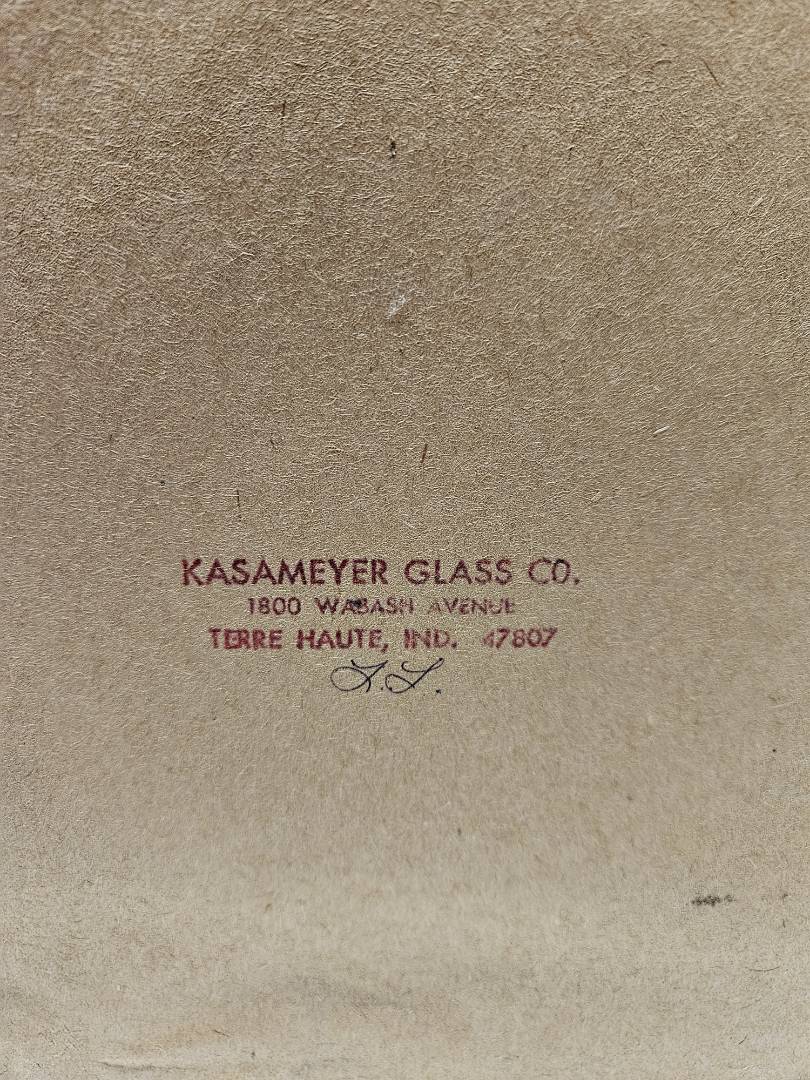 KASAMEYER GLASS CO.
1800 WABASH AVENUE
TERRE HAUTE, IND. 47807